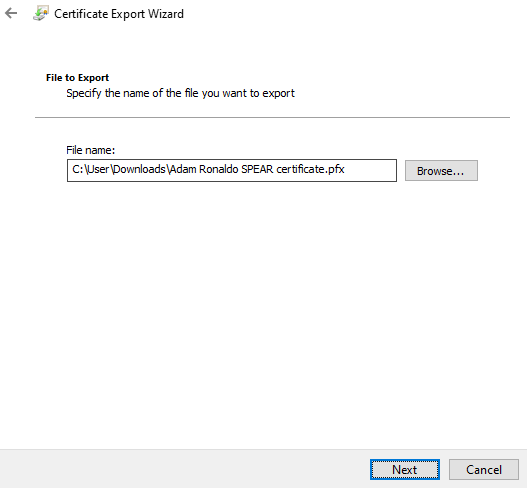 Certificate Export Wizard
File to Export
Specify the name of the file you want to export
File name:
C:\User\Downloads\Adam Ronaldo SPEAR certificate.pfx
Browse...
Next
Cancel